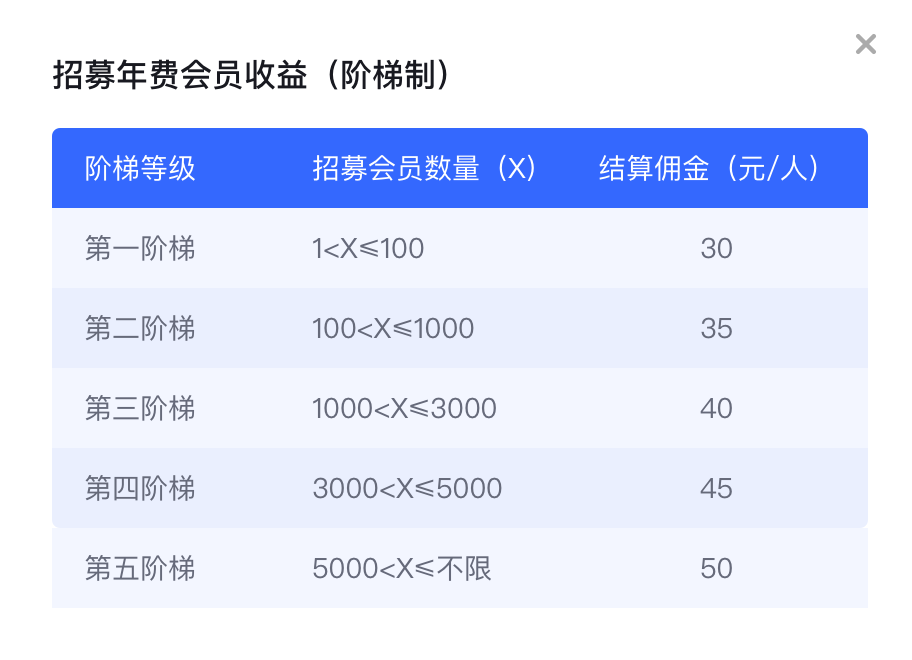 招募年费会员收益（阶梯制）
阶梯等级 招募会员数量（X） 结算佣金（元/人）
第一阶梯 1<X≤100 30
第二阶梯 100<X≤1000 35
第三阶梯 1000<X≤3000 40
第四阶梯 3000<X≤5000 45
第五阶梯 5000<X≤不限 50